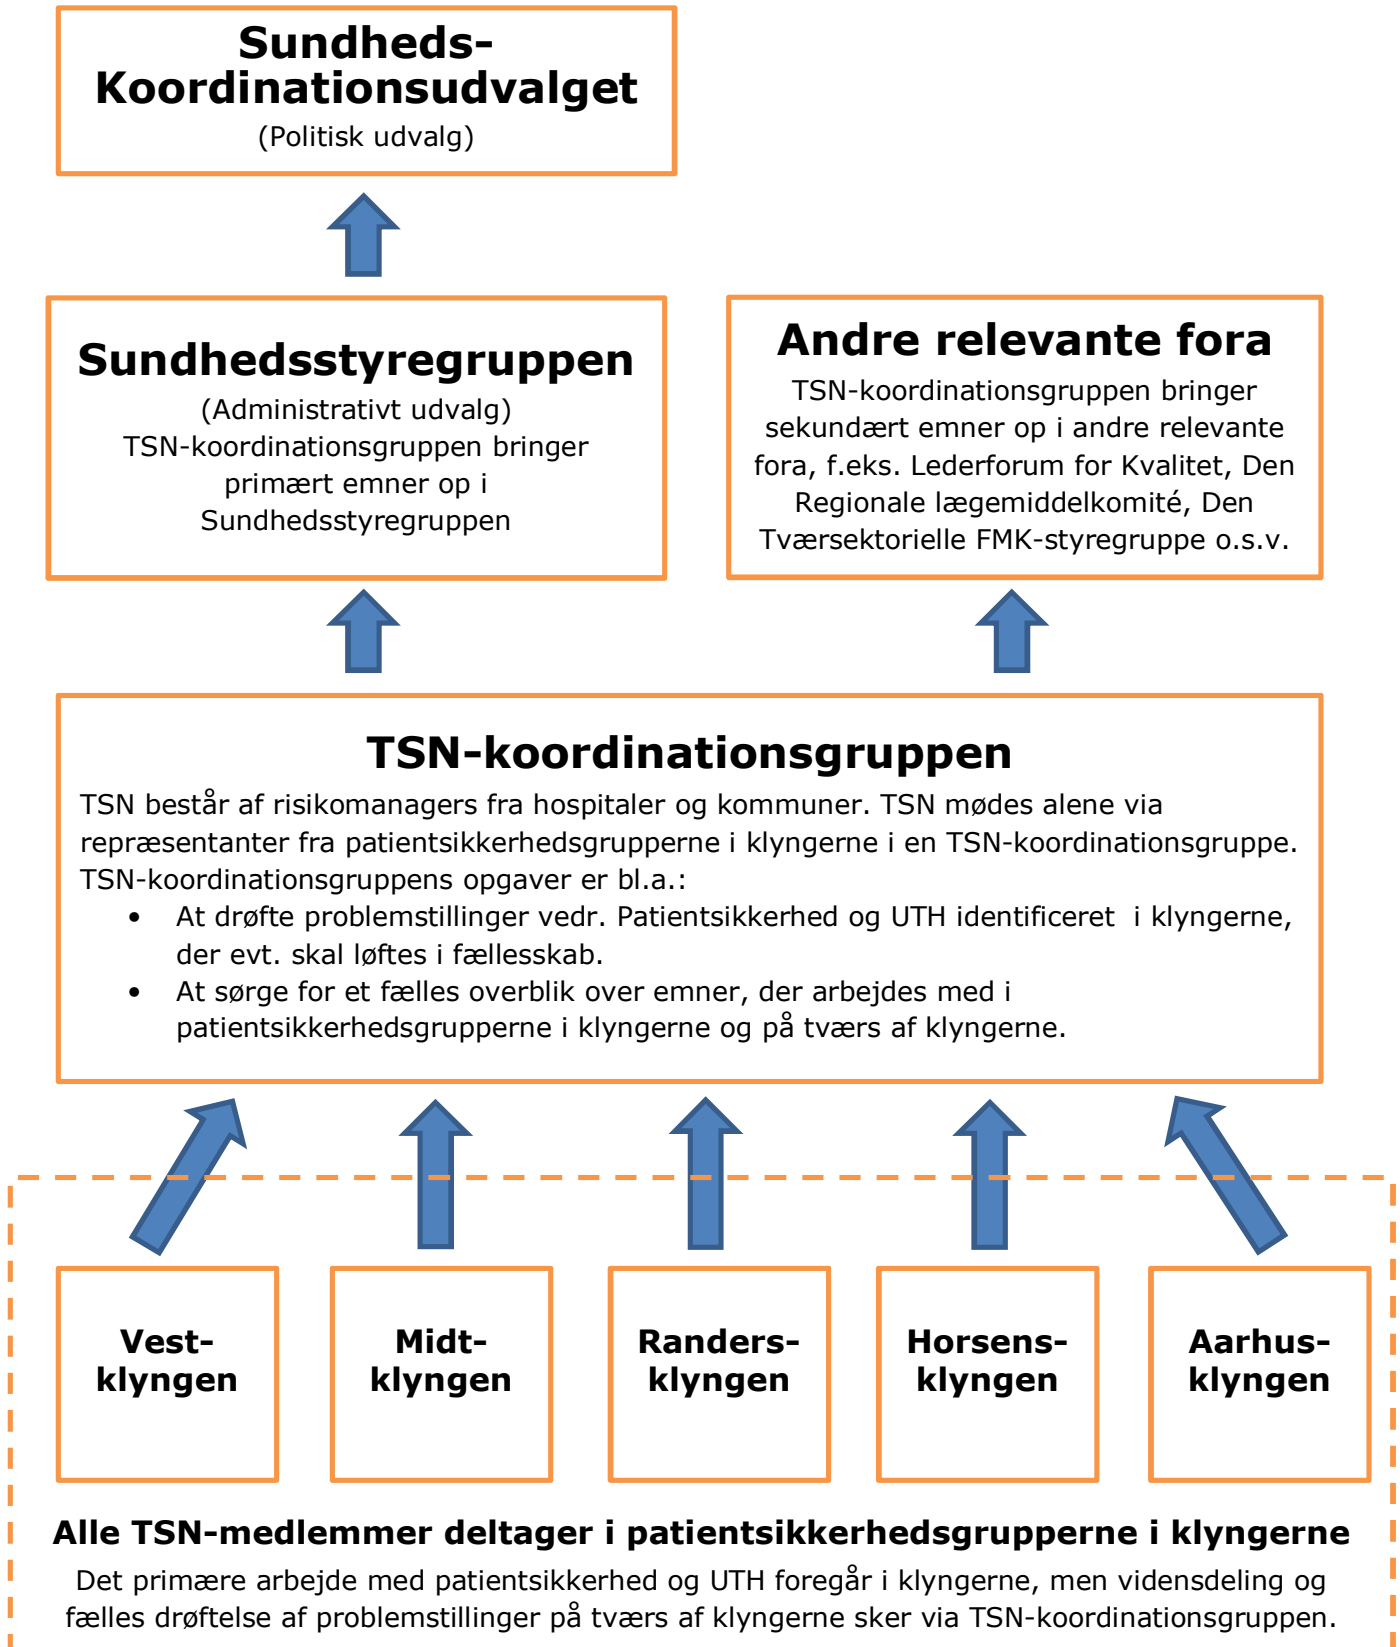 Sundheds-
Koordinationsudvalget
(Politisk udvalg)
Sundhedsstyregruppen
(Administrativt udvalg)
TSN-koordinationsgruppen bringer
primært emner op i
Sundhedsstyregruppen
Andre relevante fora
TSN-koordinationsgruppen bringer
sekundært emner op i andre relevante
fora, f.eks. Lederforum for Kvalitet, Den
Regionale lægemiddelkomité, Den
Tværsektorielle FMK-styregruppe o.s.v.
TSN-koordinationsgruppen
TSN består af risikomanagers fra hospitaler og kommuner. TSN mødes alene via
repræsentanter fra patientsikkerhedsgrupperne i klyngerne i en TSN-koordinationsgruppe.
TSN-koordinationsgruppens opgaver er bl.a.:
• At drøfte problemstillinger vedr. Patientsikkerhed og UTH identificeret  i klyngerne,
der evt. skal løftes i fællesskab.
• At sørge for et fælles overblik over emner, der arbejdes med i
patientsikkerhedsgrupperne i klyngerne og på tværs af klyngerne.
Vest-
klyngen
Midt-
klyngen
Randers-
klyngen
Horsens-
klyngen
Aarhus-
klyngen
Alle TSN-medlemmer deltager i patientsikkerhedsgrupperne i klyngerne
Det primære arbejde med patientsikkerhed og UTH foregår i klyngerne, men vidensdeling og
fælles drøftelse af problemstillinger på tværs af klyngerne sker via TSN-koordinationsgruppen.